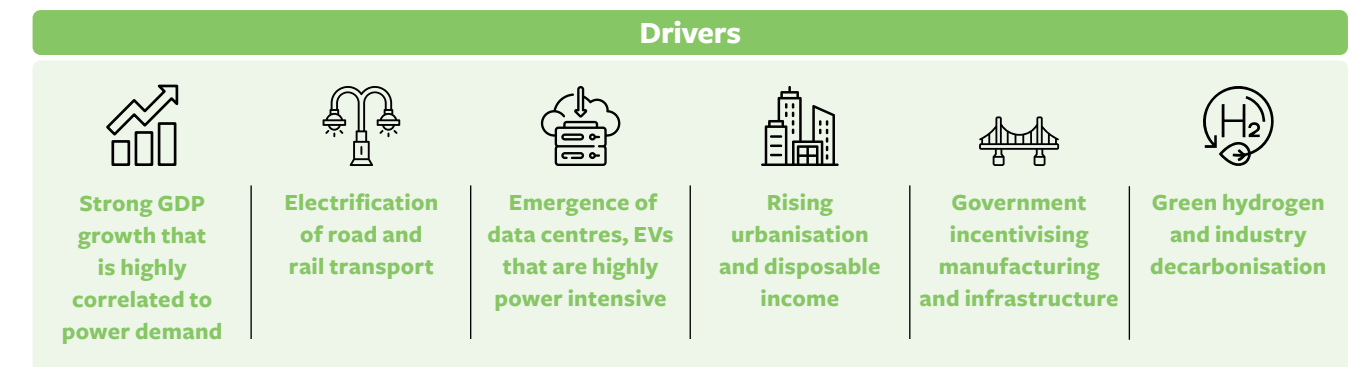 Drivers
Strong GDP
growth that
is highly
correlated to
power demand
Electrification
of road and
rail transport
Emergence of
data centres, EVs
that are highly
power intensive
Rising
urbanisation
and disposable
income
Government
incentivising
manufacturing
and infrastructure
H2
Green hydrogen
and industry
decarbonisation